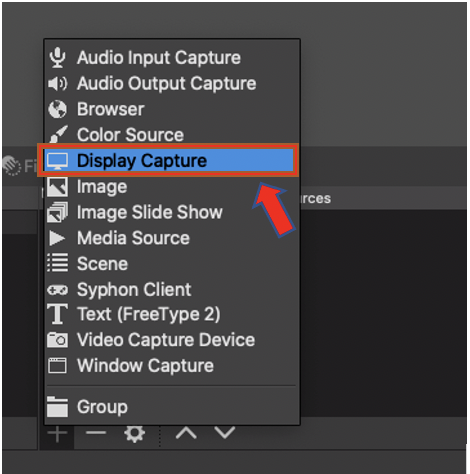 Audio Input Capture
Audio Output Capture
Browser
Color Source
Display Capture
Fi
Image
urces
Image Slide Show
Media Source
Scene
Syphon Client
Text (FreeType 2)
Video Capture Device
Window Capture
Group